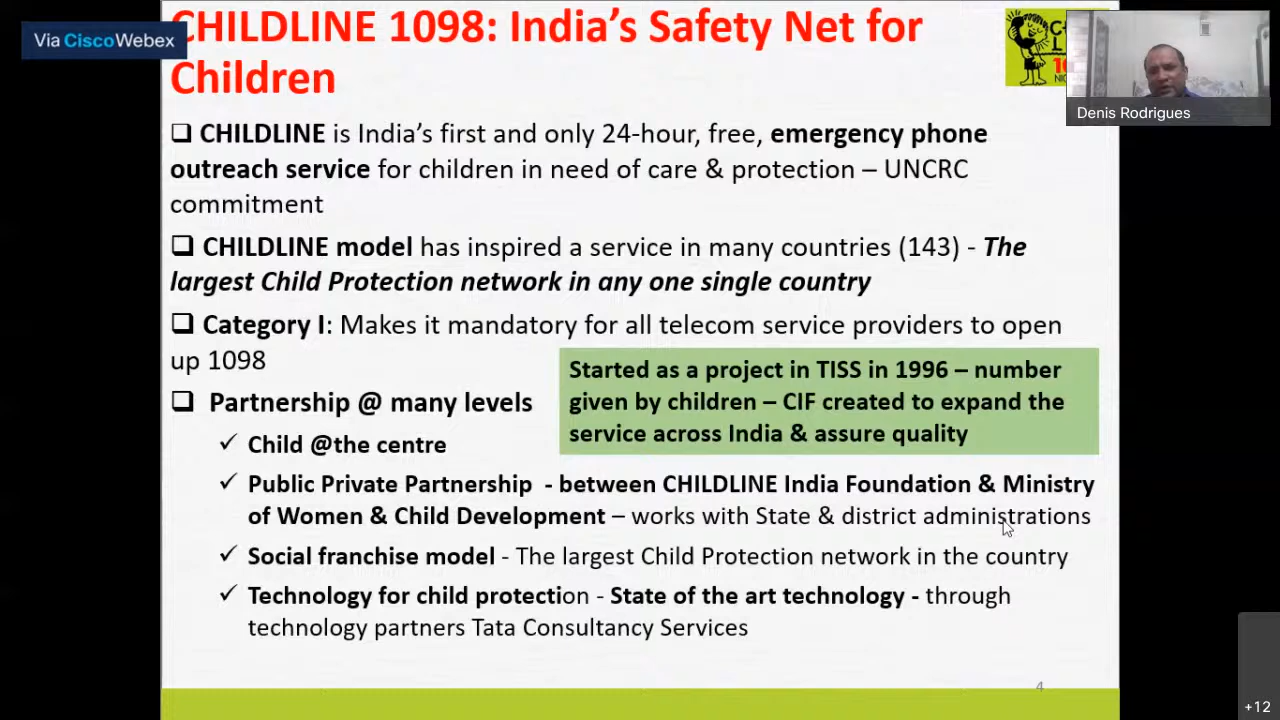 Via CiscoWebex
CHILDLINE 1098: India's Safety Net for
Children
Denis Rodrigues
❑ CHILDLINE is India's first and only 24-hour, free, emergency phone
outreach service for children in need of care & protection – UNCRC
commitment
❑ CHILDLINE model has inspired a service in many countries (143) - The
largest Child Protection network in any one single country
❑ Category I: Makes it mandatory for all telecom service providers to open
up 1098
Started as a project in TISS in 1996 – number
given by children – CIF created to expand the
service across India & assure quality
❑ Partnership @ many levels
✓ Child @the centre
✓ Public Private Partnership - between CHILDLINE India Foundation & Ministry
of Women & Child Development – works with State & district administrations
✓ Social franchise model - The largest Child Protection network in the country
✓ Technology for child protection - State of the art technology - through
technology partners Tata Consultancy Services
4
+12